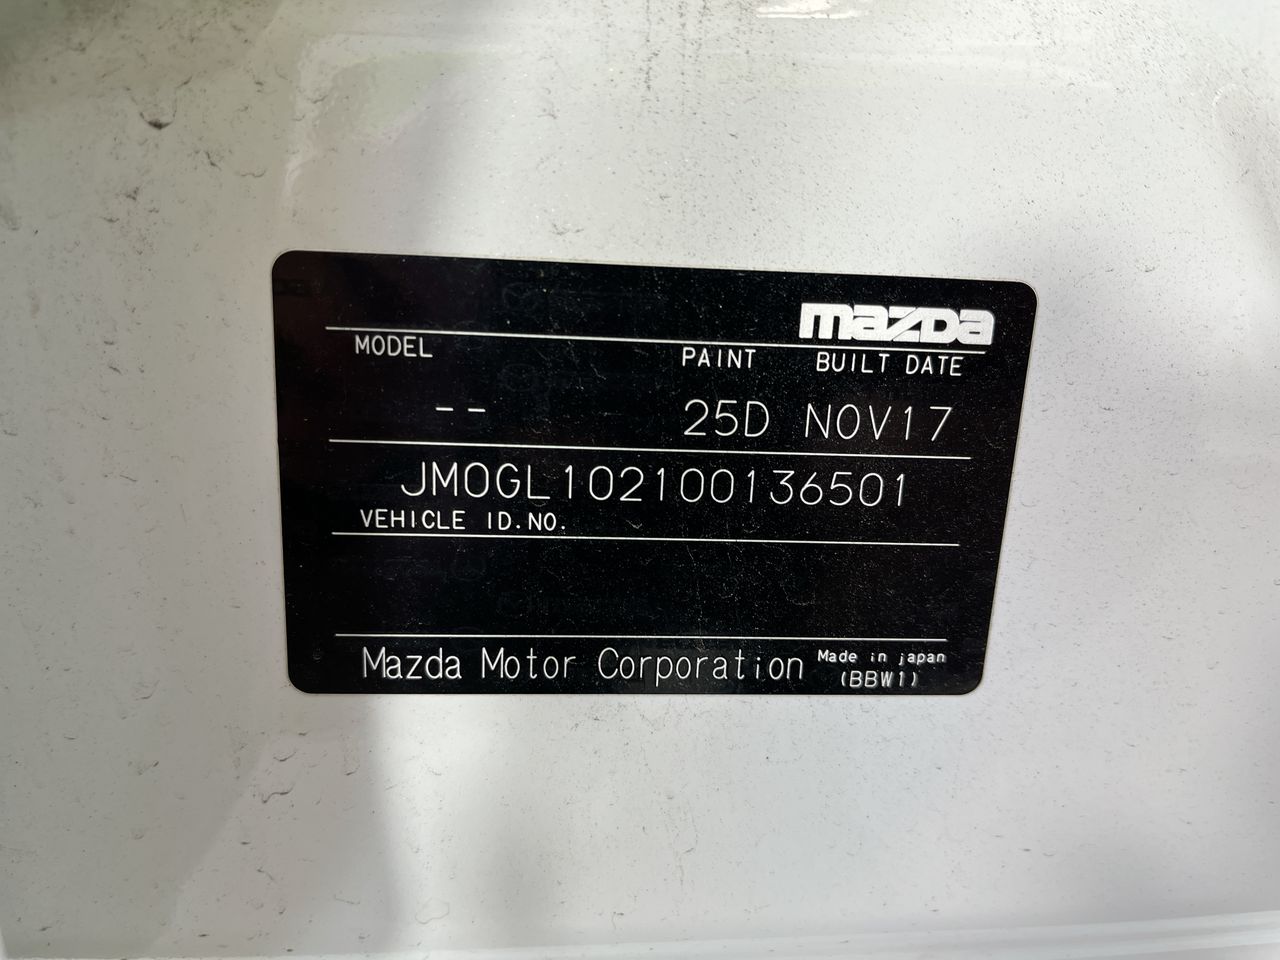 mazda
MODEL PAINT BUILT DATE
-- 25D NOV17
JM0GL102100136501
VEHICLE ID.NO.
Mazda Motor Corporation Made in japan
(BBW1)